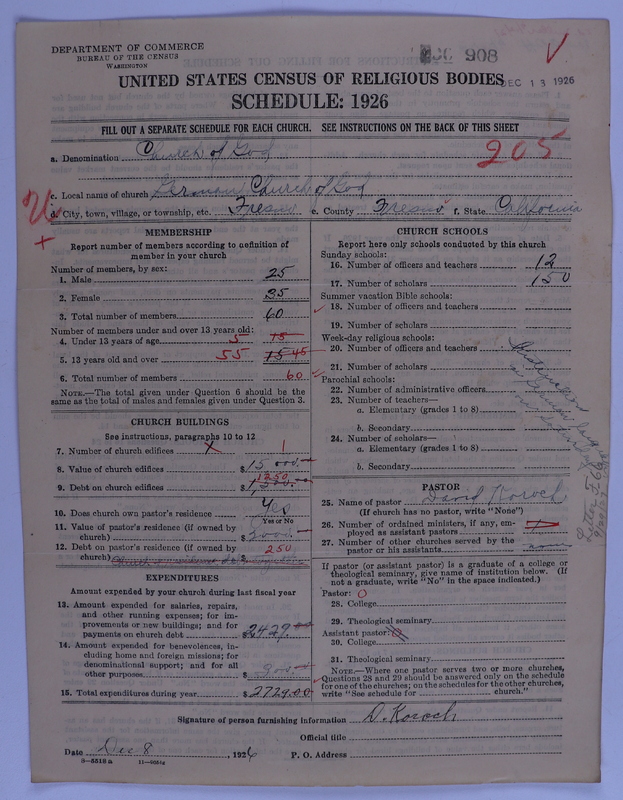 DEPARTMENT OF COMMERCE
BUREAU OF THE CENSUS
WASHINGTON
908
DEC 13 1926
UNITED STATES CENSUS OF RELIGIOUS BODIES
SCHEDULE: 1926
FILL OUT A SEPARATE SCHEDULE FOR EACH CHURCH. SEE INSTRUCTIONS ON THE BACK OF THIS SHEET
a. Denomination Church of God
205
c. Local name of church German Church of God
d. City, town, village, or township, etc. Fresno e. County Fresno f. State California
MEMBERSHIP
Report number of members according to definition of
member in your church
Number of members, by sex:
1. Male 25
2. Female 35
3. Total number of members 60
Number of members under and over 13 years old:
4. Under 13 years of age 5 15
5. 13 years old and over 55 15 45
6. Total number of members 60
NOTE.—The total given under Question 6 should be
same as the total of males and females given under Question 3.
CHURCH BUILDINGS
See instructions, paragraphs 10 to 12
7. Number of church edifices X 1
8. Value of church edifices $15 000
1250
9. Debt on church edifices $
10. Does church own pastor's residence Yes
Yes or No
11. Value of pastor's residence (if owned by
church) $
12. Debt on pastor's residence (if owned by 250
church) $
EXPENDITURES
Amount expended by your church during last fiscal year
13. Amount expended for salaries, repairs,
and other running expenses; for im-
provements or new buildings; and for
payments on church debt $2429.00
14. Amount expended for benevolences, in-
cluding home and foreign missions; for
denominational support; and for all
other purposes $300
15. Total expenditures during year $2729.00
CHURCH SCHOOLS
Report here only schools conducted by this church
Sunday schools:
16. Number of officers and teachers 12
17. Number of scholars 150
Summer vacation Bible schools:
18. Number of officers and teachers
19. Number of scholars
Week-day religious schools:
20. Number of officers and teachers
21. Number of scholars
Parochial schools:
22. Number of administrative officers
23. Number of teachers—
a. Elementary (grades 1 to 8)
b. Secondary
24. Number of scholars—
a. Elementary (grades 1 to 8)
b. Secondary
PASTOR
25. Name of pastor David Koroch
(If church has no pastor, write "None")
26. Number of ordained ministers, if any, em-
ployed as assistant pastors
27. Number of other churches served by the
pastor or his assistants none
If pastor (or assistant pastor) is a graduate of a college or
theological seminary, give name of institution below. (If
not a graduate, write "No" in the space indicated.)
Pastor: O
28. College
29. Theological seminary
Assistant pastor:
30. College
31. Theological seminary
NOTE.—Where one pastor serves two or more churches,
Questions 28 and 29 should be answered only on the schedule
for one of the churches; on the schedules for the other churches,
write "See schedule for church."
Signature of person furnishing information D. Koroch
Official title
Date Dec 8, 1926 P. O. Address